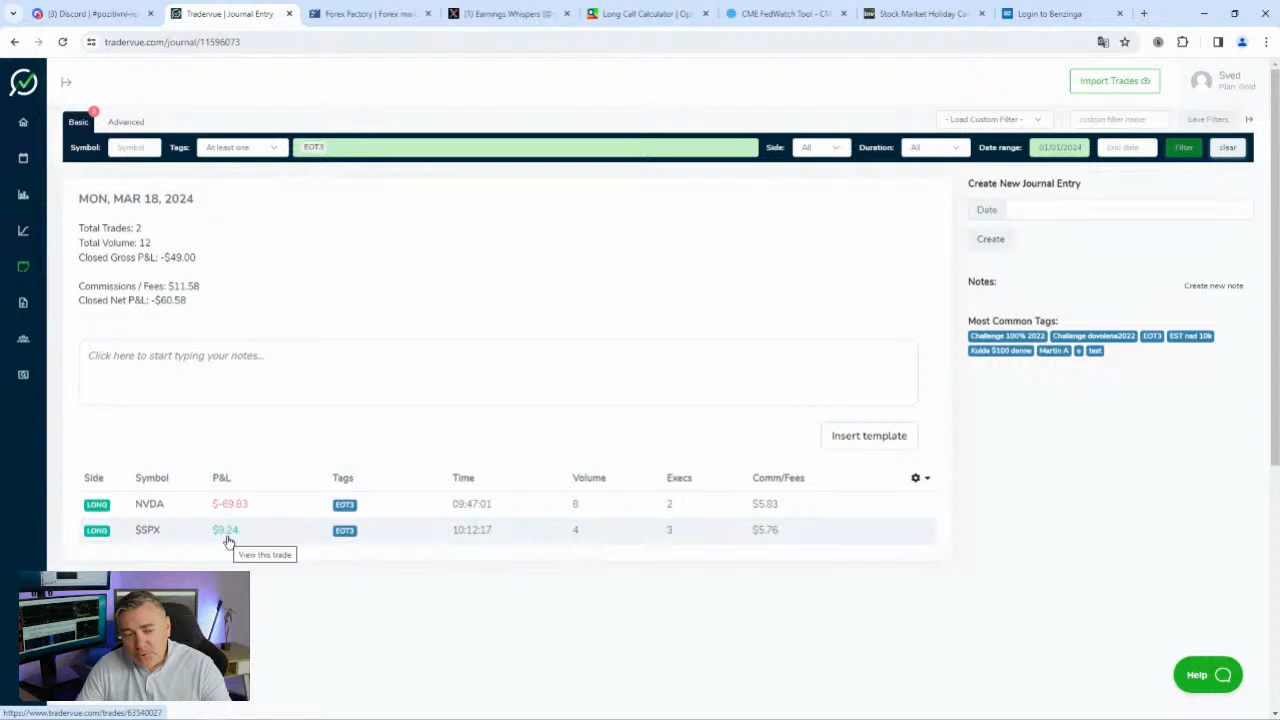 (3) Discord | #pozitivni-re
Tradervue | Journal Entry
Forex Factory | Forex mark
(1) Earnings Whispers (@
Long Call Calculator | Op
CME FedWatch Tool - CM
Stock Market Holiday Ca
Login to Benzinga
tradervue.com/journal/11596073
Import Trades
Sved
Plan: Gold
Basic
Advanced
- Load Custom Filter -
custom filter name
Save Filters
Symbol:
Symbol
Tags:
At least one
EOT3
Side:
All
Duration:
All
Date range:
01/01/2024
End date
Filter
clear
MON, MAR 18, 2024
Total Trades: 2
Total Volume: 12
Closed Gross P&L: -$49.00
Commissions / Fees: $11.58
Closed Net P&L: -$60.58
Click here to start typing your notes...
Insert template
Create New Journal Entry
Date
Create
Notes:
Create new note
Most Common Tags:
Challenge 100% 2022 Challenge dovolena2022 EOT3 EST nad 10k
Kulda $100 denne Martin A e test
Side Symbol P&L Tags Time Volume Execs Comm/Fees
LONG NVDA $-69.83 EOT3 09:47:01 8 2 $5.83
LONG $SPX $9.24 EOT3 10:12:17 4 3 $5.76
View this trade
Help
https://www.tradervue.com/trades/63540027